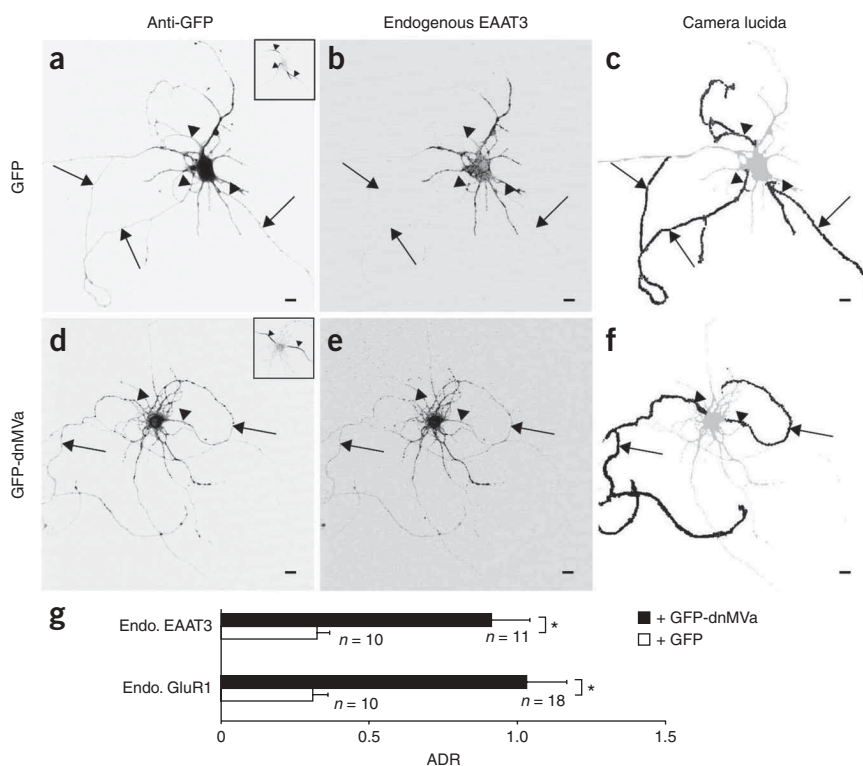 Anti-GFP Endogenous EAAT3 Camera lucida
a b c
GFP
d e f
GFP-dnMVa
g
Endo. EAAT3 n = 10 n = 11 *
Endo. GluR1 n = 10 n = 18 *
+ GFP-dnMVa
+ GFP
0 0.5 1.0 1.5
ADR